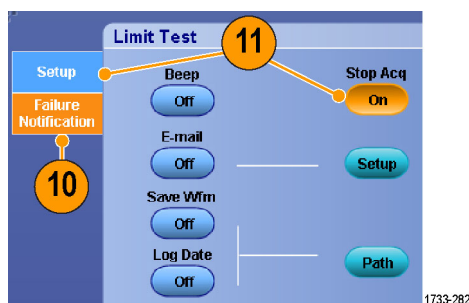 Limit Test
11
Setup
Beep
Stop Acq
Off
On
Failure
Notification
E-mail
10
Off
Setup
Save Wfm
Off
Log Date
Path
Off
1733-282